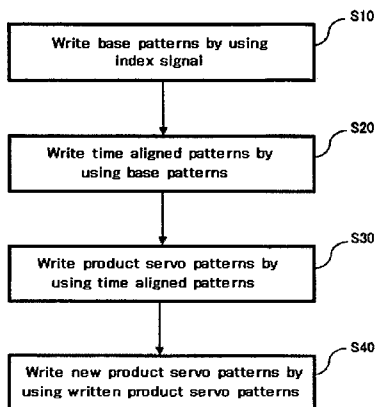 S10
Write base patterns by using
index signal
S20
Write time aligned patterns by
using base patterns
S30
Write product servo patterns by
using time aligned patterns
S40
Write new product servo patterns by
using written product servo patterns